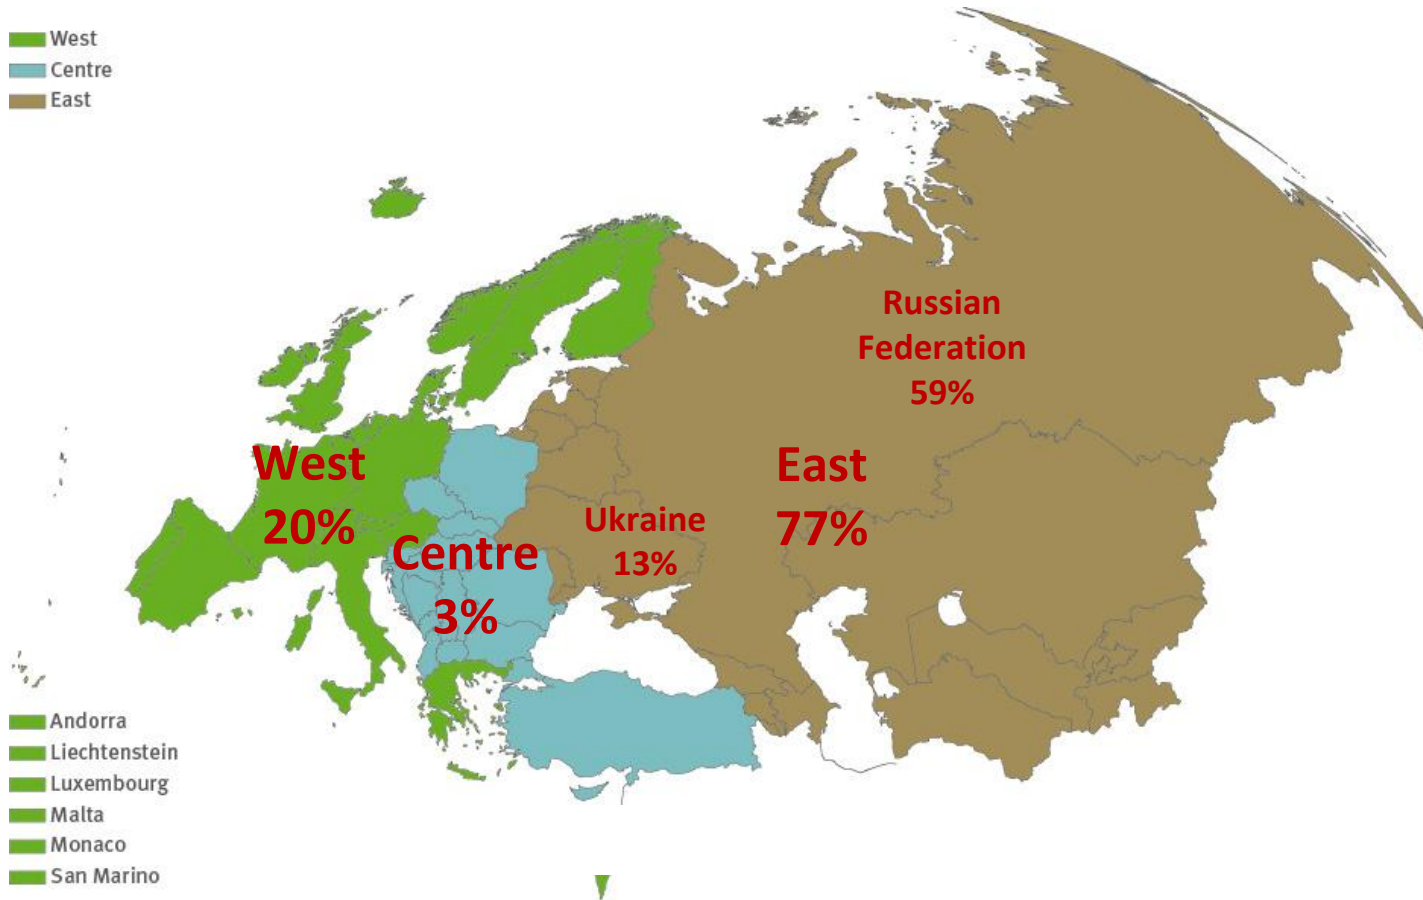 West
Centre
East
Russian
Federation
59%
West
20%
East
77%
Ukraine
13%
Centre
3%
Andorra
Liechtenstein
Luxembourg
Malta
Monaco
San Marino